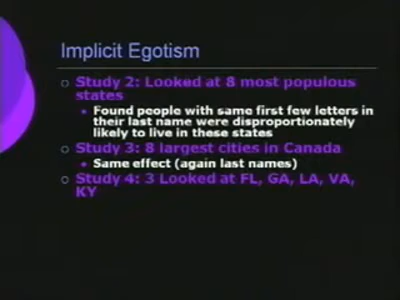 Implicit Egotism
Study 2: Looked at 8 most populous
states
Found people with same first few letters in
their last name were disproportionately
likely to live in these states
Study 3: 8 largest cities in Canada
Same effect (again last names)
Study 4: 3 Looked at FL, GA, LA, VA,
KY